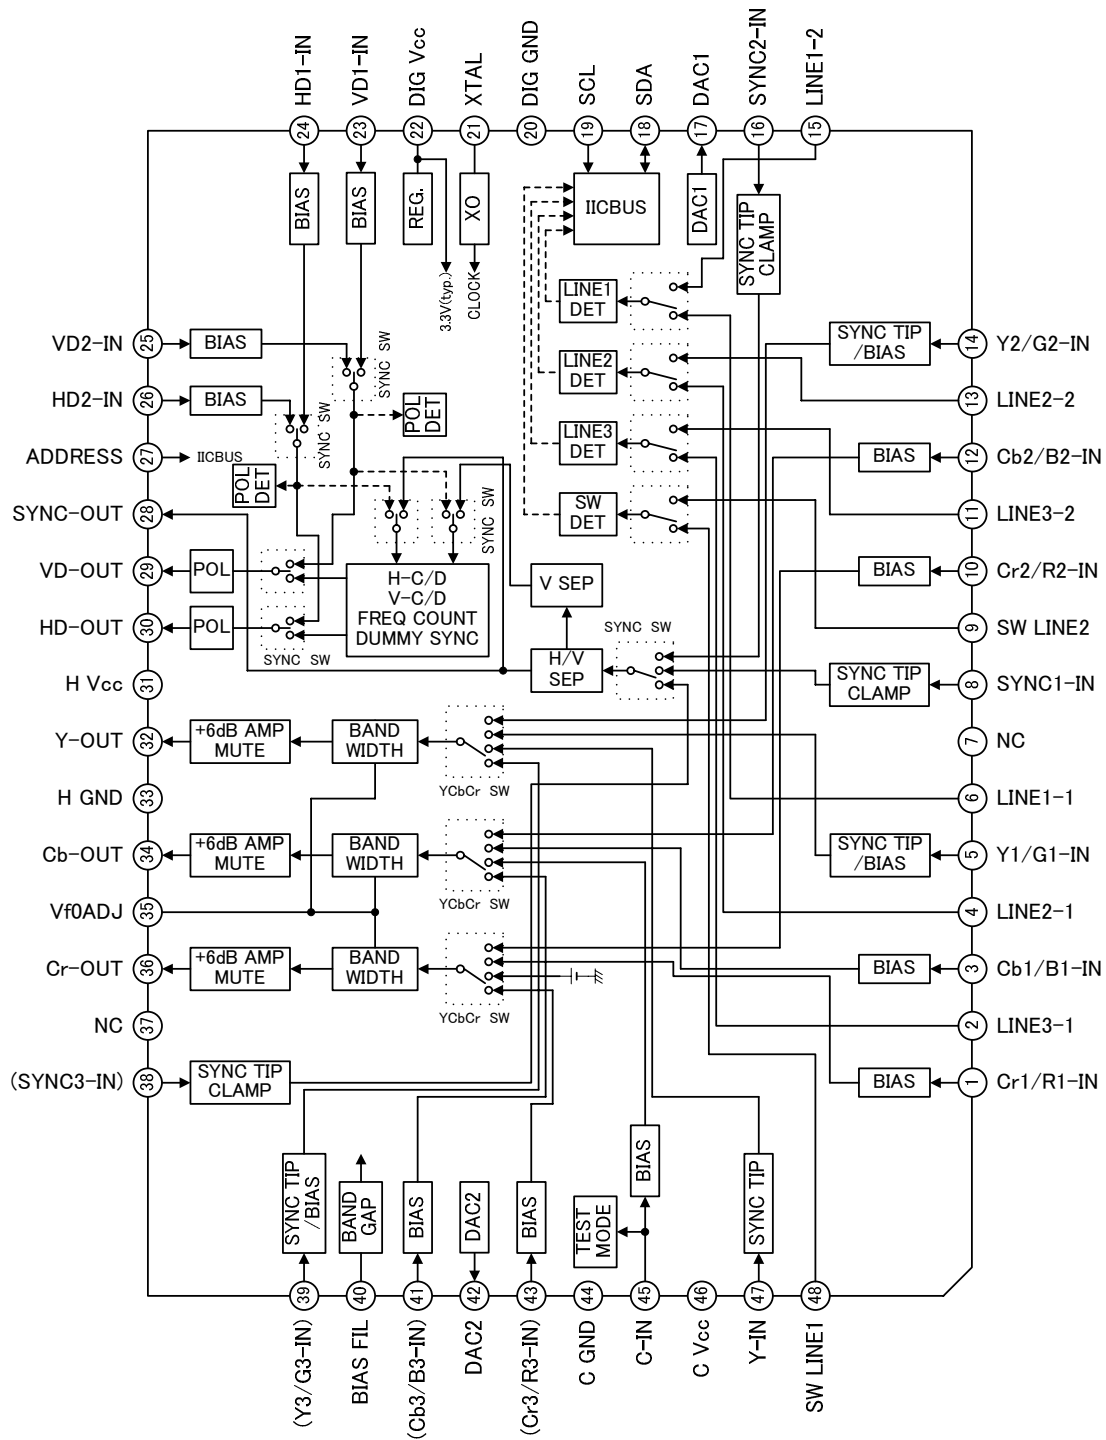 HD1-IN
VD1-IN
DIG Vcc
XTAL
DIG GND
SCL
SDA
DAC1
SYNC2-IN
LINE1-2
24
23
22
21
20
19
18
17
16
15
BIAS
BIAS
REG.
XO
IICBUS
DAC1
SYNC TIP
CLAMP
3.3V(typ.)
CLOCK
LINE1
DET
VD2-IN
25
BIAS
SYNC SW
LINE2
DET
SYNC TIP
/BIAS
14
Y2/G2-IN
HD2-IN
26
BIAS
SYNC SW
POL
DET
LINE3
DET
13
LINE2-2
ADDRESS
27
IICBUS
POL
DET
BIAS
12
Cb2/B2-IN
SYNC-OUT
28
SYNC SW
SW
DET
11
LINE3-2
VD-OUT
29
POL
H-C/D
V-C/D
FREQ COUNT
DUMMY SYNC
V SEP
BIAS
10
Cr2/R2-IN
HD-OUT
30
POL
SYNC SW
SYNC SW
9
SW LINE2
H Vcc
31
H/V
SEP
SYNC TIP
CLAMP
8
SYNC1-IN
Y-OUT
32
+6dB AMP
MUTE
BAND
WIDTH
YCbCr SW
7
NC
H GND
33
6
LINE1-1
Cb-OUT
34
+6dB AMP
MUTE
BAND
WIDTH
YCbCr SW
SYNC TIP
/BIAS
5
Y1/G1-IN
Vf0ADJ
35
4
LINE2-1
Cr-OUT
36
+6dB AMP
MUTE
BAND
WIDTH
YCbCr SW
BIAS
3
Cb1/B1-IN
NC
37
2
LINE3-1
(SYNC3-IN)
38
SYNC TIP
CLAMP
BIAS
1
Cr1/R1-IN
SYNC TIP
/BIAS
BAND
GAP
BIAS
DAC2
BIAS
TEST
MODE
BIAS
SYNC TIP
39
40
41
42
43
44
45
46
47
48
(Y3/G3-IN)
BIAS FIL
(Cb3/B3-IN)
DAC2
(Cr3/R3-IN)
C GND
C-IN
C Vcc
Y-IN
SW LINE1